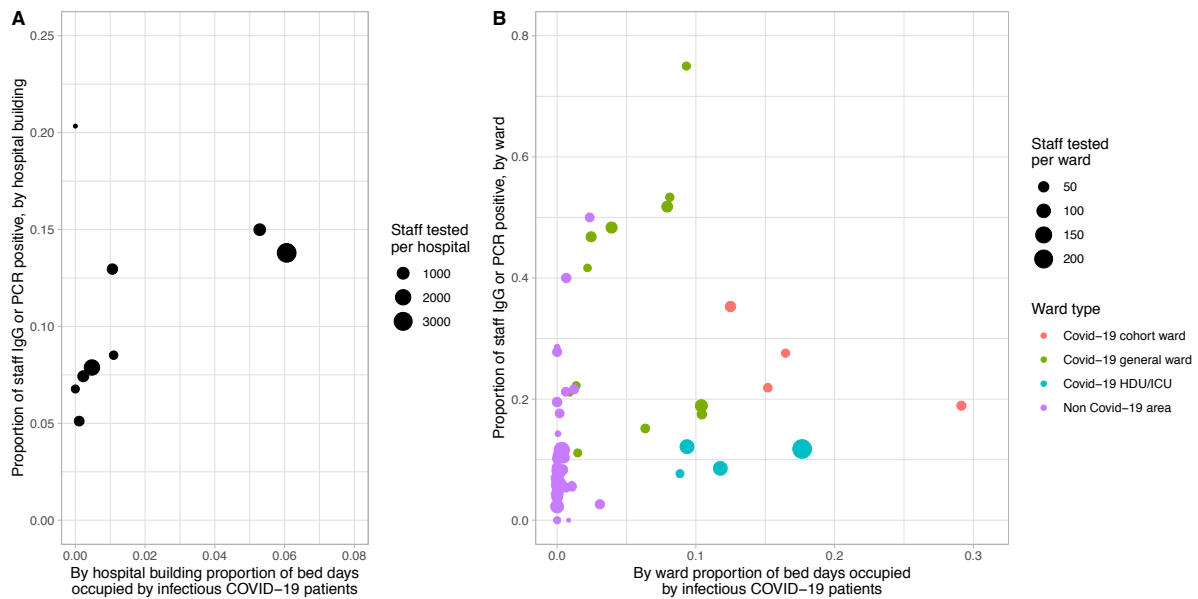 A
Proportion of staff IgG or PCR positive, by hospital building
0.25
0.20
0.15
0.10
0.05
0.00
0.00 0.02 0.04 0.06 0.08
By hospital building proportion of bed days
occupied by infectious COVID−19 patients
Staff tested
per hospital
1000
2000
3000
B
Proportion of staff IgG or PCR positive, by ward
0.8
0.6
0.4
0.2
0.0
0.0 0.1 0.2 0.3
By ward proportion of bed days occupied
by infectious COVID−19 patients
Staff tested
per ward
50
100
150
200
Ward type
Covid−19 cohort ward
Covid−19 general ward
Covid−19 HDU/ICU
Non Covid−19 area